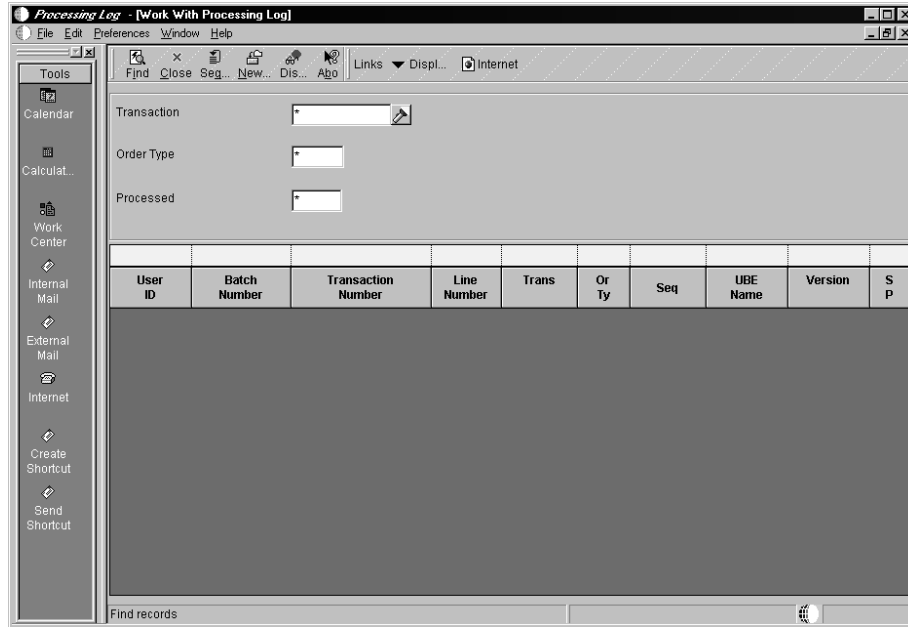 Processing Log - [Work With Processing Log]
File Edit Preferences Window Help
Find Close Seq... New... Dis... Abo Links Displ... Internet
Tools
Calendar
Calculat...
Work
Center
Internal
Mail
External
Mail
Internet
Create
Shortcut
Send
Shortcut
Transaction *
Order Type *
Processed *
User ID Batch Number Transaction Number Line Number Trans Or Ty Seq UBE Name Version S P
Find records